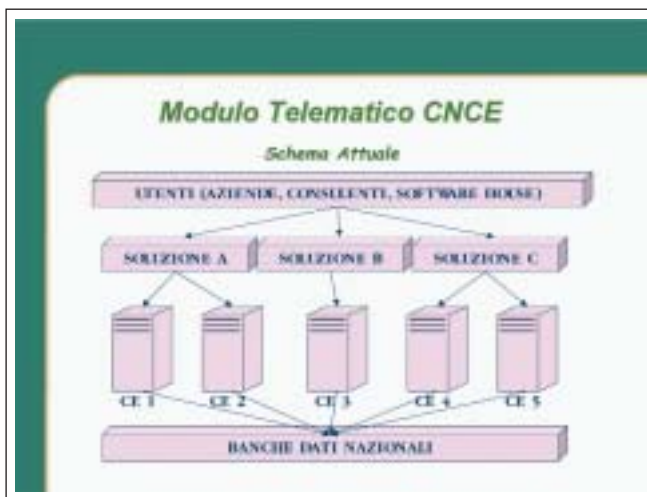 Modulo Telematico CNCE
Schema Attuale
UTENTI (AZIENDE, CONSULENTI, SOFTWARE HOUSE)
SOLUZIONE A SOLUZIONE B SOLUZIONE C
CE 1 CE 2 CE 3 CE 4 CE 5
BANCHE DATI NAZIONALI